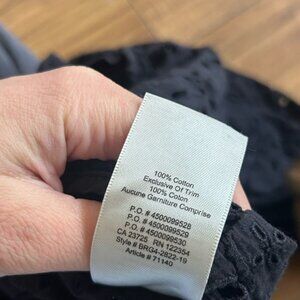 100% Cotton
Exclusive Of Trim
100% Coton
Aucune Garniture Comprise
P.O. # 4500099528
P.O. # 4500099529
P.O. # 4500099530
CA 23725 RN 122354
Style # BRG4-2822-19
Article # 71140